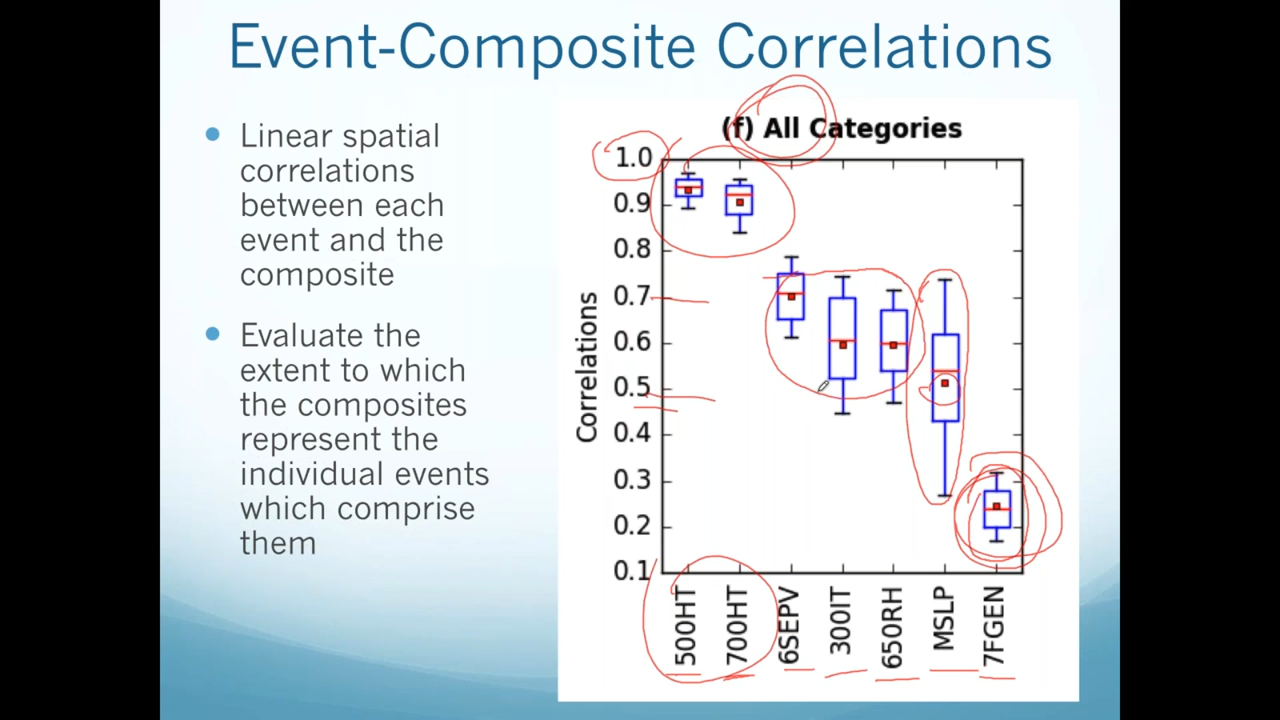 Event-Composite Correlations
Linear spatial
correlations
between each
event and the
composite
Evaluate the
extent to which
the composites
represent the
individual events
which comprise
them
(f) All Categories
Correlations
1.0
0.9
0.8
0.7
0.6
0.5
0.4
0.3
0.2
0.1
500HT
700HT
6SEPV
300IT
650RH
MSLP
7FGEN